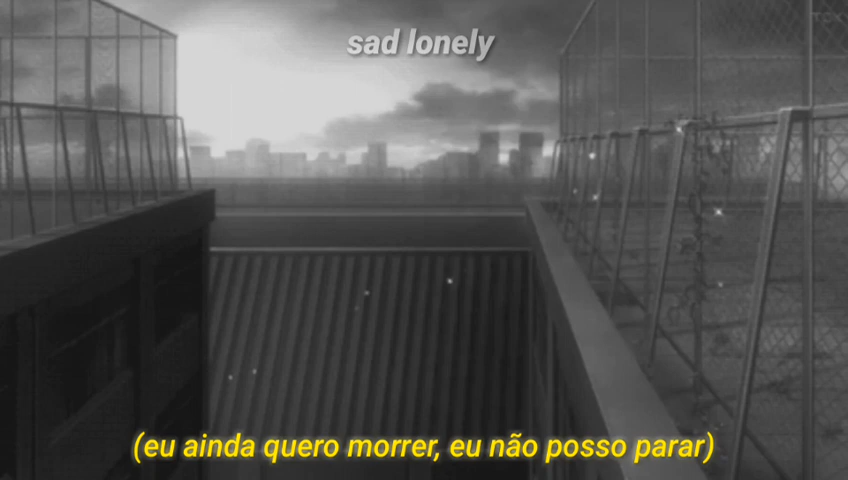 sad lonely
(eu ainda quero morrer, eu não posso parar)